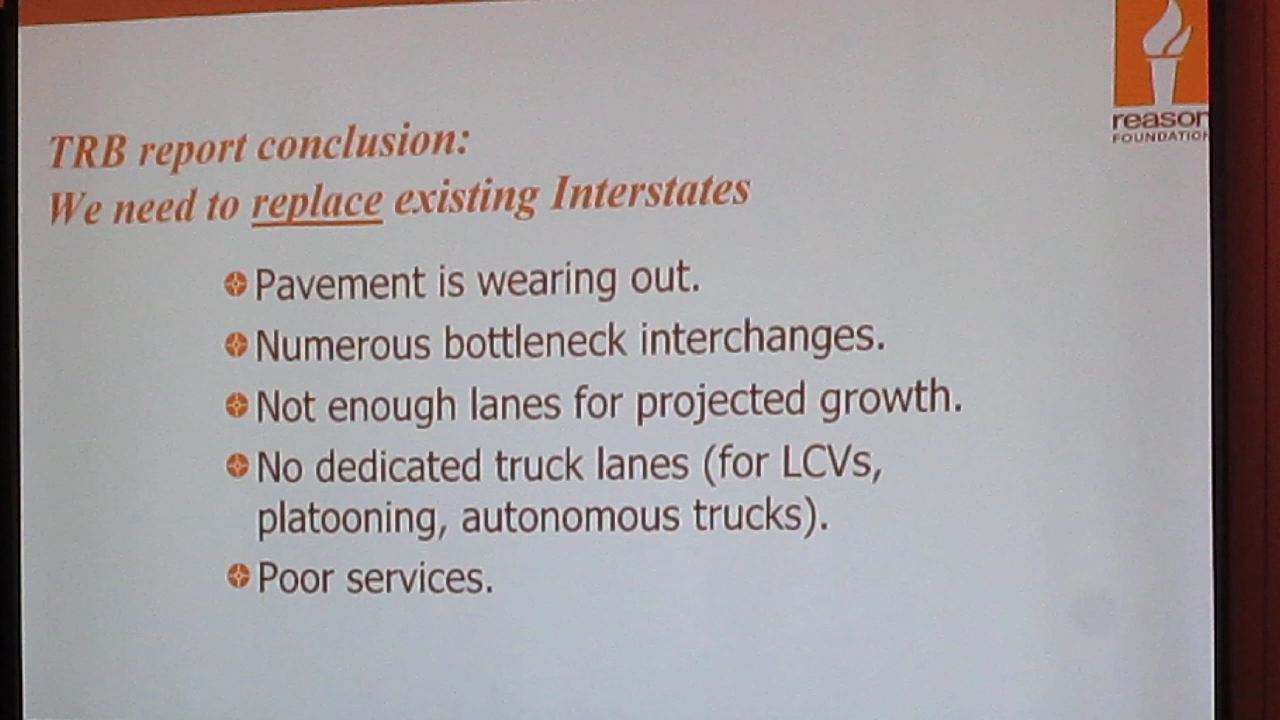 reason
FOUNDATION
TRB report conclusion:
We need to replace existing Interstates
Pavement is wearing out.
Numerous bottleneck interchanges.
Not enough lanes for projected growth.
No dedicated truck lanes (for LCVs,
platooning, autonomous trucks).
Poor services.